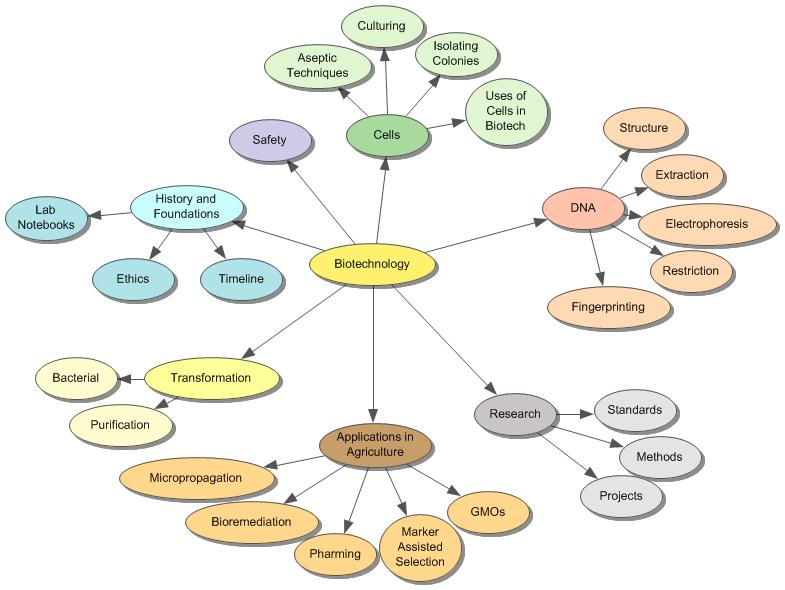 Culturing
Isolating
Colonies
Aseptic
Techniques
Uses of
Cells in
Biotech
Cells
Safety
Structure
Extraction
DNA
Electrophoresis
Restriction
Fingerprinting
History and
Foundations
Lab
Notebooks
Ethics
Timeline
Biotechnology
Transformation
Bacterial
Purification
Research
Standards
Methods
Projects
Applications in
Agriculture
Micropropagation
Bioremediation
Pharming
Marker
Assisted
Selection
GMOs